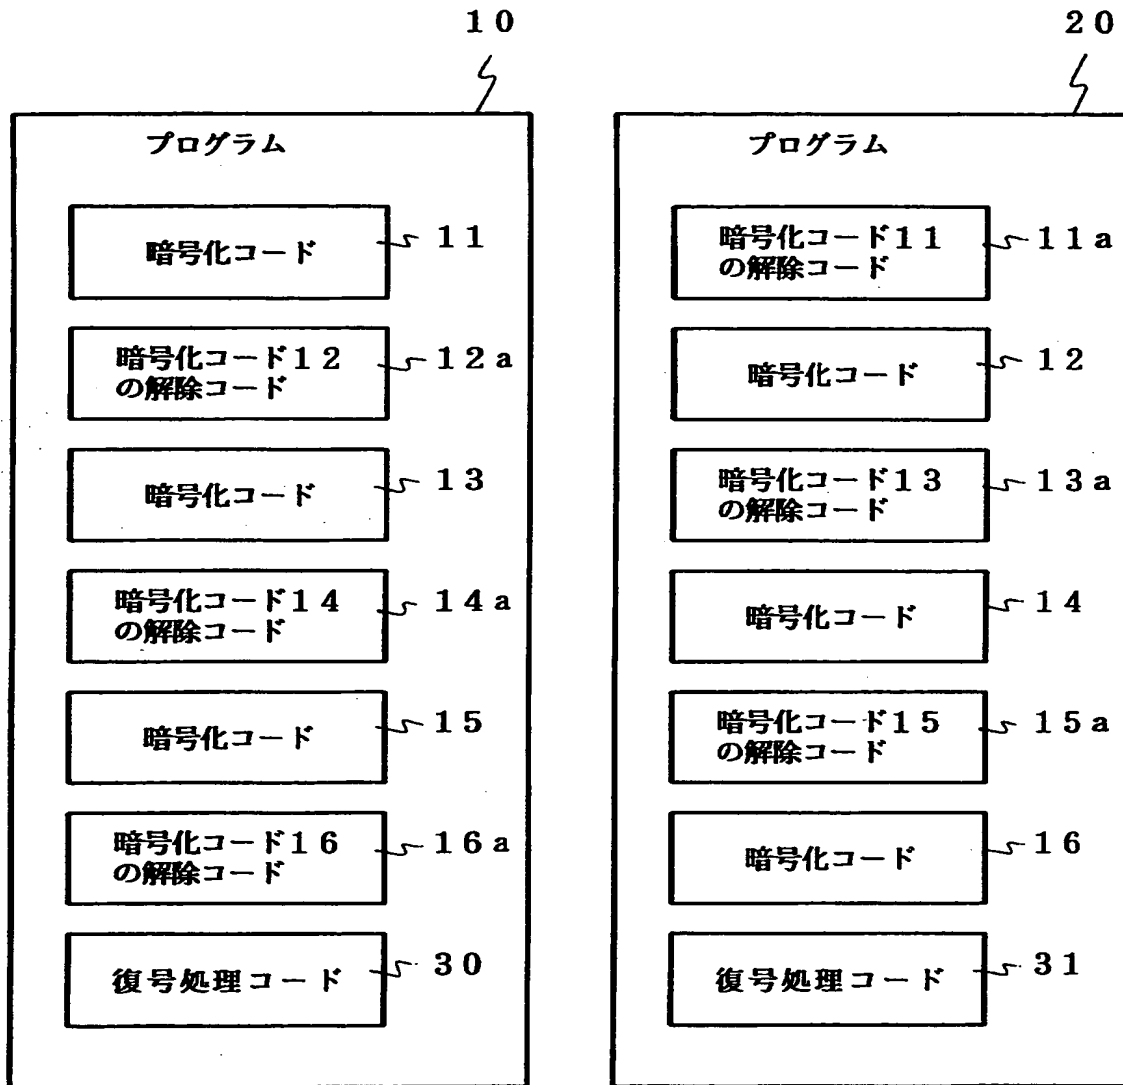 １０
プログラム
暗号化コード
１１
暗号化コード１２
の解除コード
１２ａ
暗号化コード
１３
暗号化コード１４
の解除コード
１４ａ
暗号化コード
１５
暗号化コード１６
の解除コード
１６ａ
復号処理コード
３０
２０
プログラム
暗号化コード１１
の解除コード
１１ａ
暗号化コード
１２
暗号化コード１３
の解除コード
１３ａ
暗号化コード
１４
暗号化コード１５
の解除コード
１５ａ
暗号化コード
１６
復号処理コード
３１